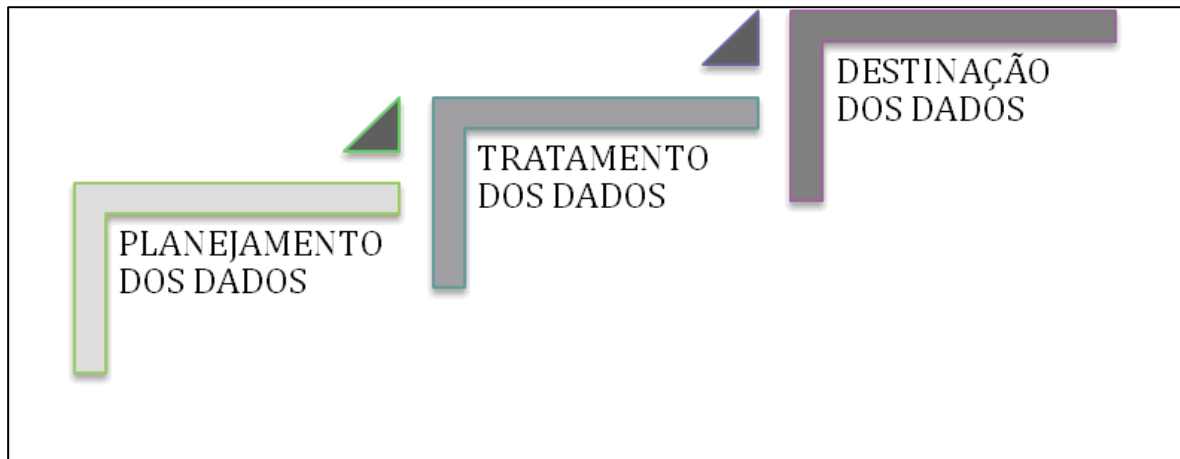 PLANEJAMENTO
DOS DADOS
TRATAMENTO
DOS DADOS
DESTINAÇÃO
DOS DADOS